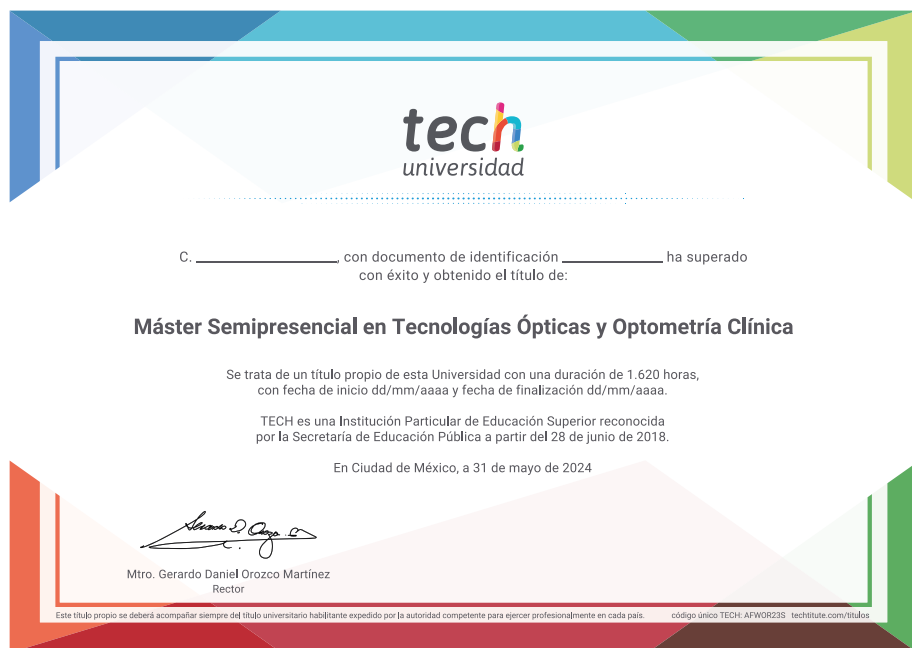 tech
universidad
C. ____________________, con documento de identificación ______________ ha superado
con éxito y obtenido el título de:
Máster Semipresencial en Tecnologías Ópticas y Optometría Clínica
Se trata de un título propio de esta Universidad con una duración de 1.620 horas,
con fecha de inicio dd/mm/aaaa y fecha de finalización dd/mm/aaaa.
TECH es una Institución Particular de Educación Superior reconocida
por la Secretaría de Educación Pública a partir del 28 de junio de 2018.
En Ciudad de México, a 31 de mayo de 2024
Mtro. Gerardo Daniel Orozco Martínez
Rector
Este título propio se deberá acompañar siempre del título universitario habilitante expedido por la autoridad competente para ejercer profesionalmente en cada país. código único TECH: AFWOR23S techtitute.com/titulos